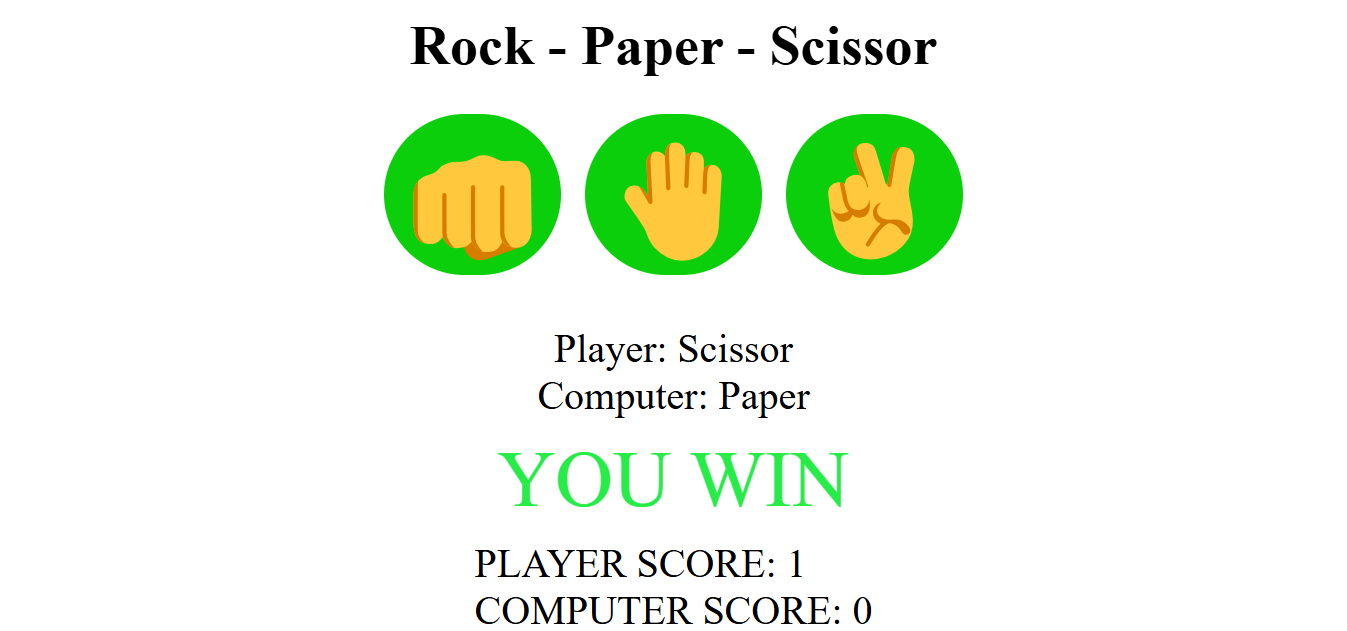 Rock - Paper - Scissor
Player: Scissor
Computer: Paper
YOU WIN
PLAYER SCORE: 1
COMPUTER SCORE: 0